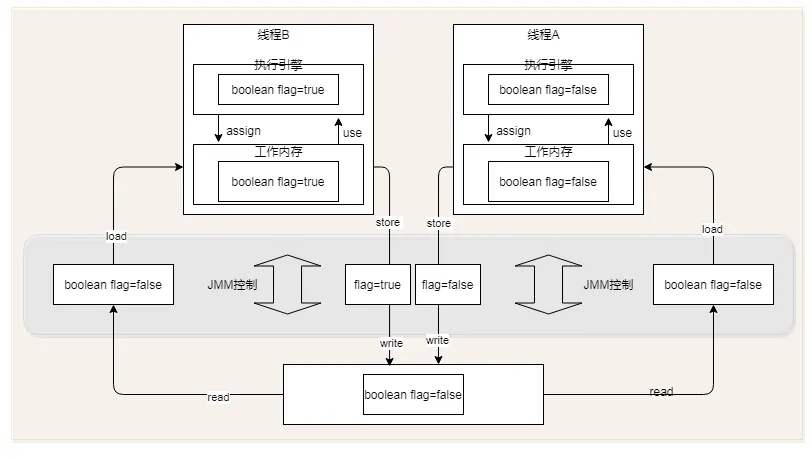 线程B
线程A
执行引擎
执行引擎
boolean flag=true
boolean flag=false
assign
use
assign
use
工作内存
工作内存
boolean flag=true
boolean flag=false
store
store
load
load
boolean flag=false
JMM控制
flag=true
flag=false
JMM控制
boolean flag=false
write
write
boolean flag=false
read
read